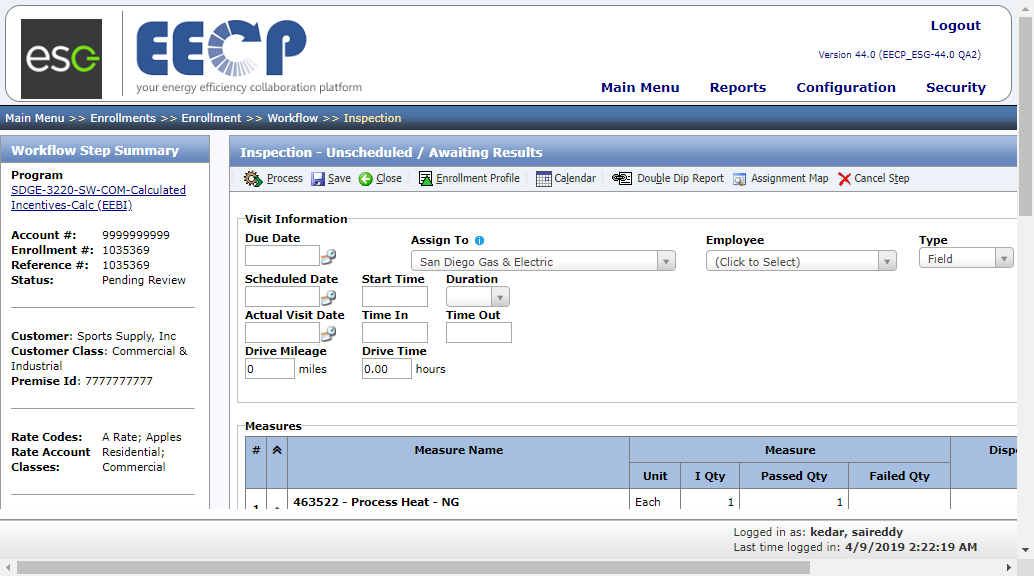 esg
EECP
your energy efficiency collaboration platform
Logout
Version 44.0 (EECP_ESG-44.0 QA2)
Main Menu Reports Configuration Security
Main Menu >> Enrollments >> Enrollment >> Workflow >> Inspection
Workflow Step Summary
Program
SDGE-3220-SW-COM-Calculated
Incentives-Calc (EEBI)
Account #: 9999999999
Enrollment #: 1035369
Reference #: 1035369
Status: Pending Review
Customer: Sports Supply, Inc
Customer Class: Commercial &
Industrial
Premise Id: 7777777777
Rate Codes: A Rate; Apples
Rate Account Residential;
Classes: Commercial
Inspection - Unscheduled / Awaiting Results
Process Save Close Enrollment Profile Calendar Double Dip Report Assignment Map Cancel Step
Visit Information
Due Date Assign To Employee Type
San Diego Gas & Electric (Click to Select) Field
Scheduled Date Start Time Duration
Actual Visit Date Time In Time Out
Drive Mileage Drive Time
0 miles 0.00 hours
Measures
# Measure Name Measure Disp
Unit I Qty Passed Qty Failed Qty
1 463522 - Process Heat - NG Each 1 1
Logged in as: kedar, saireddy
Last time logged in: 4/9/2019 2:22:19 AM